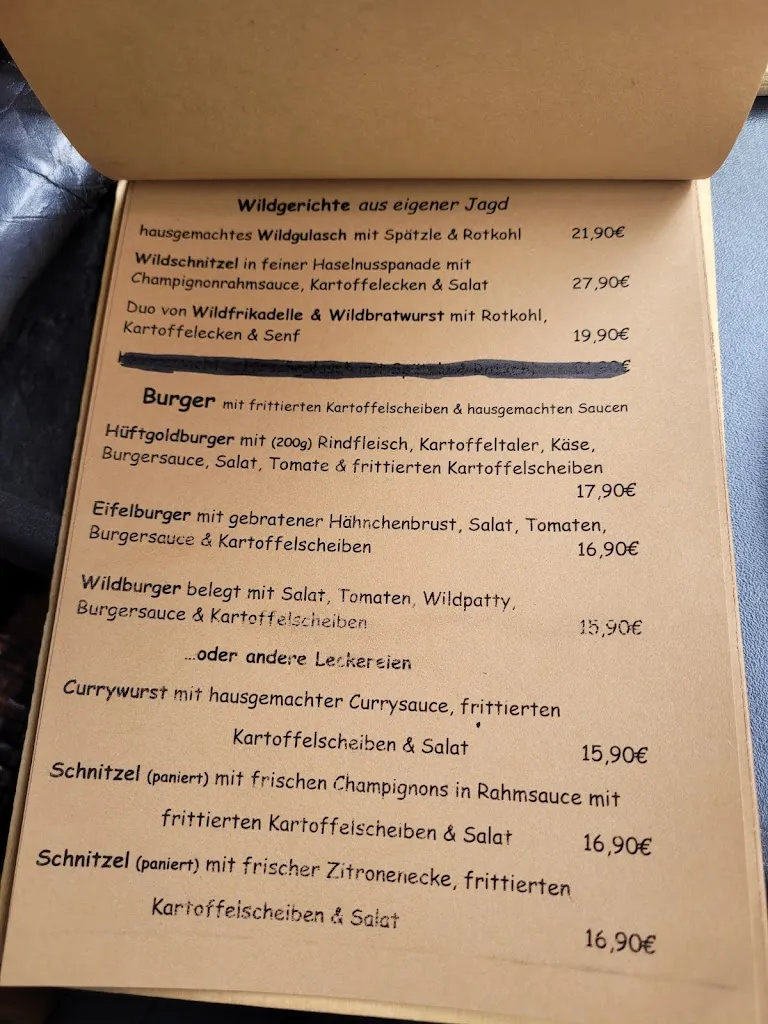 Wildgerichte aus eigener Jagd
hausgemachtes Wildgulasch mit Spätzle & Rotkohl 21,90€
Wildschnitzel in feiner Haselnusspanade mit
Champignonrahmsauce, Kartoffelecken & Salat 27,90€
Duo von Wildfrikadelle & Wildbratwurst mit Rotkohl,
Kartoffelecken & Senf 19,90€
Burger mit frittierten Kartoffelscheiben & hausgemachten Saucen
Hüftgoldburger mit (200g) Rindfleisch, Kartoffeltaler, Käse,
Burgersauce, Salat, Tomate & frittierten Kartoffelscheiben
17,90€
Eifelburger mit gebratener Hähnchenbrust, Salat, Tomaten,
Burgersauce & Kartoffelscheiben 16,90€
Wildburger belegt mit Salat, Tomaten, Wildpatty,
Burgersauce & Kartoffelscheiben 15,90€
...oder andere Leckereien
Currywurst mit hausgemachter Currysauce, frittierten
Kartoffelscheiben & Salat 15,90€
Schnitzel (paniert) mit frischen Champignons in Rahmsauce mit
frittierten Kartoffelscheiben & Salat 16,90€
Schnitzel (paniert) mit frischer Zitronenecke, frittierten
Kartoffelscheiben & Salat
16,90€